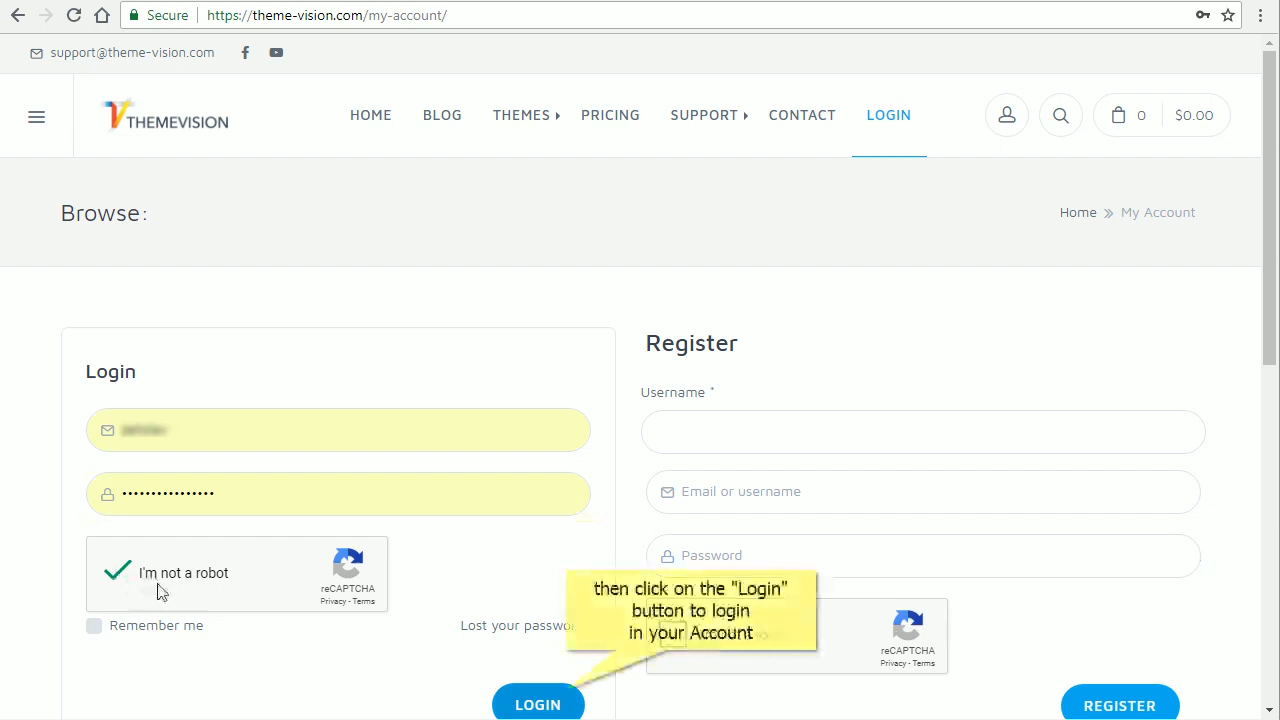 Secure https://theme-vision.com/my-account/
support@theme-vision.com
THEMEVISION HOME BLOG THEMES PRICING SUPPORT CONTACT LOGIN 0 $0.00
Browse: Home » My Account
Login
•••••••••••••••
I'm not a robot
reCAPTCHA
Privacy - Terms
Remember me Lost your passwo
LOGIN
Register
Username *
Email or username
Password
reCAPTCHA
Privacy - Terms
REGISTER
then click on the "Login"
button to login
in your Account